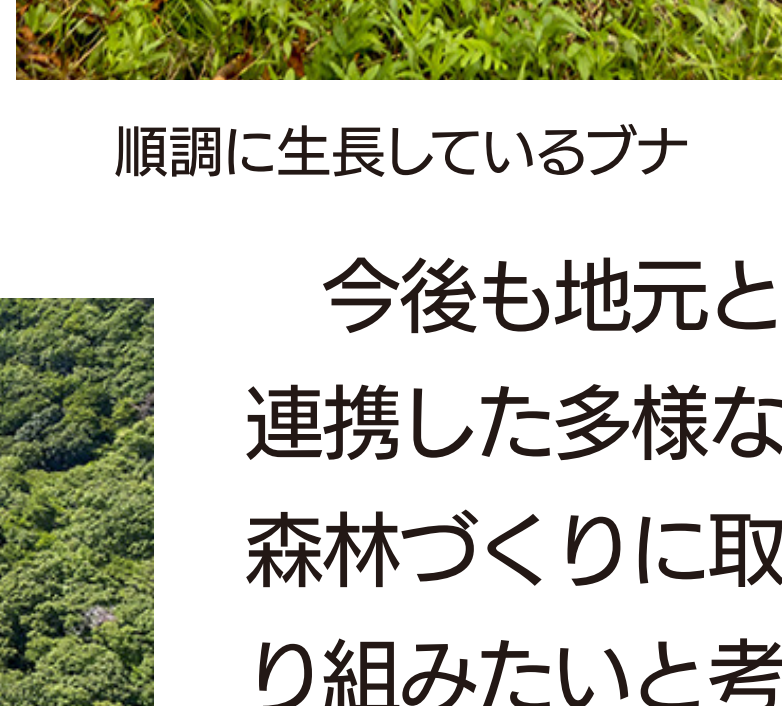 順調に生長しているブナ
今後も地元と
連携した多様な
森林づくりに取
り組みたいと考